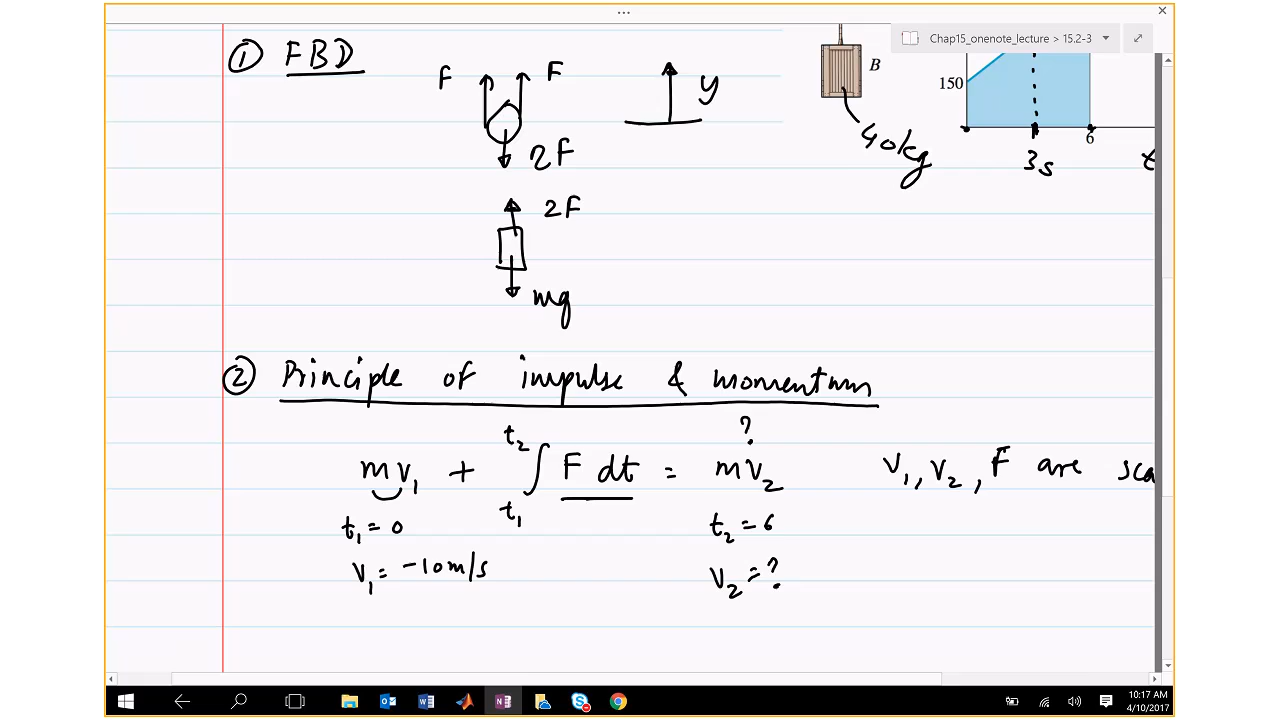 ...
Chap15_onenote_lecture > 15.2-3
① FBD
F F y
B
150
2F
40kg
3s
6
t
2F
mg
② Principle of impulse & momentum
t₂ ?
mv₁ + ∫ F dt = mv₂ v₁, v₂, F are sca
t₁
t₁ = 0 t₂ = 6
v₁ = -10m/s v₂ = ?
10:17 AM
4/10/2017